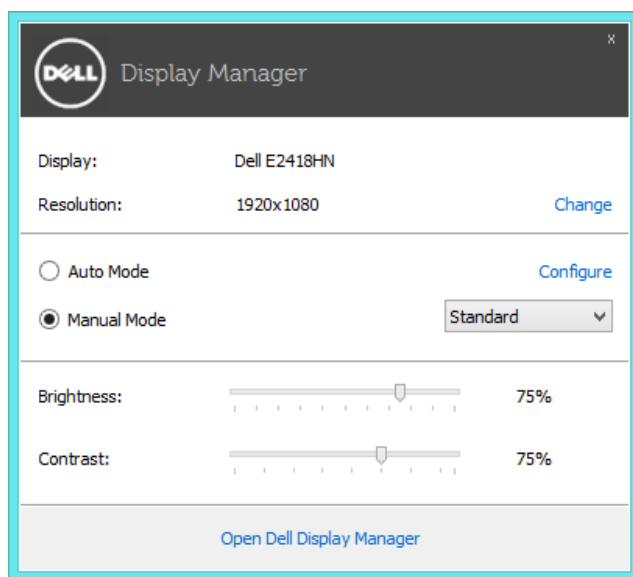 x
DELL Display Manager
Display: Dell E2418HN
Resolution: 1920x1080 Change
Auto Mode Configure
Manual Mode Standard
Brightness: 75%
Contrast: 75%
Open Dell Display Manager